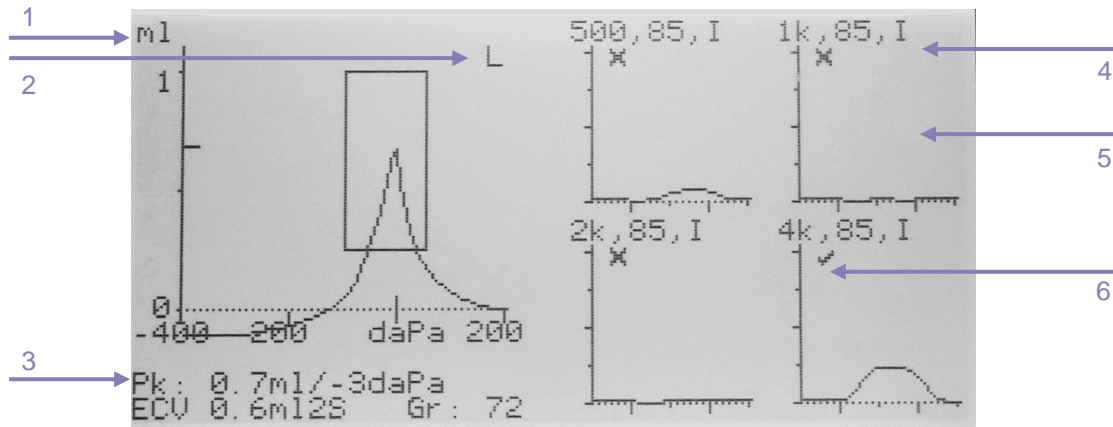 1
2
3
4
5
6
ml
L
1
0
-400 -200 daPa 200
Pk: 0.7ml/-3daPa
ECV 0.6ml2S Gr: 72
500,85,I
1k,85,I
2k,85,I
4k,85,I